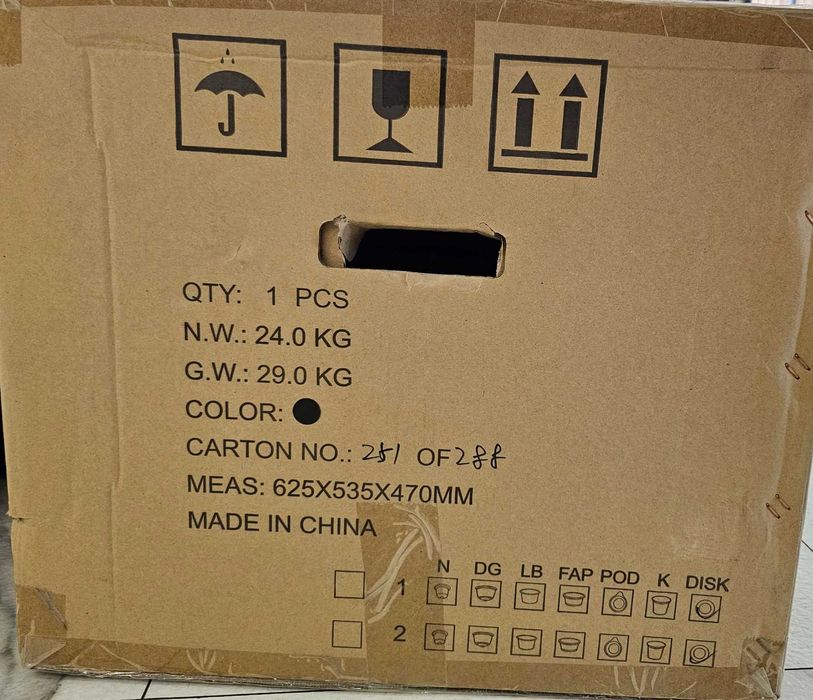 QTY: 1 PCS
N.W.: 24.0 KG
G.W.: 29.0 KG
COLOR:
CARTON NO.: 251 OF 288
MEAS: 625X535X470MM
MADE IN CHINA
N DG LB FAP POD K DISK
1
2